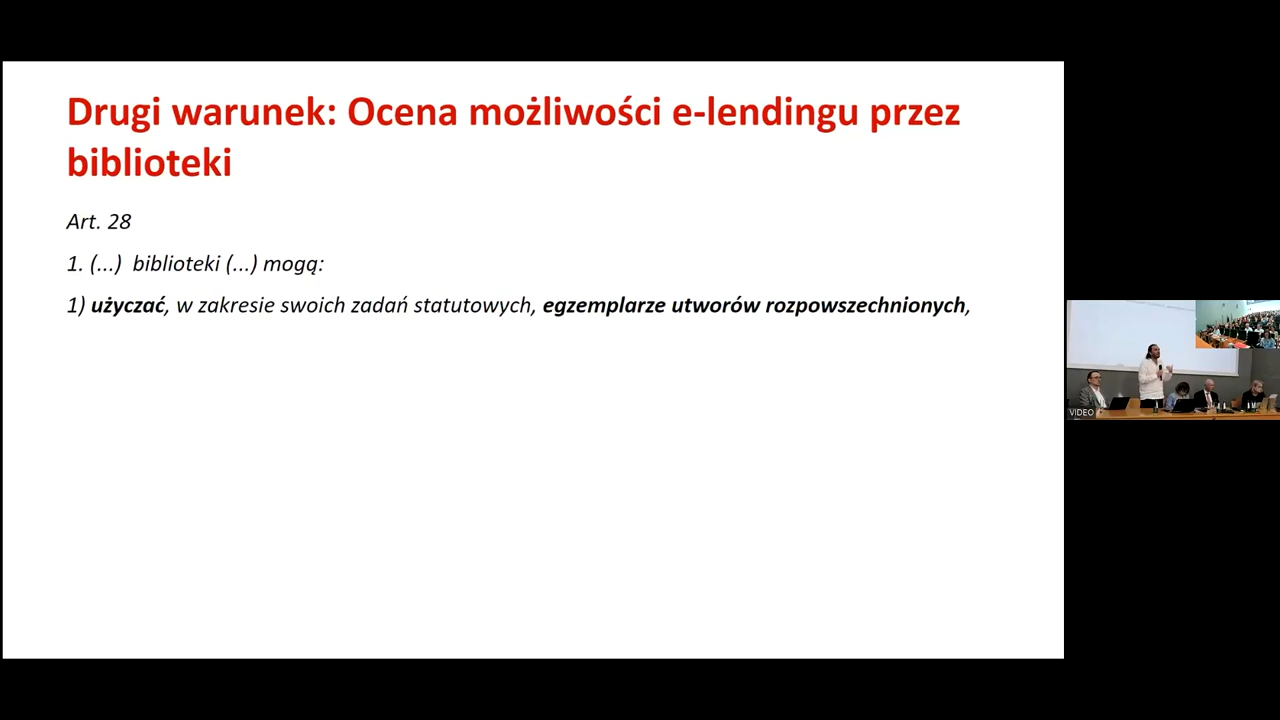 Drugi warunek: Ocena możliwości e-lendingu przez
biblioteki
Art. 28
1. (...) biblioteki (...) mogą:
1) użyczać, w zakresie swoich zadań statutowych, egzemplarze utworów rozpowszechnionych,
VIDEO